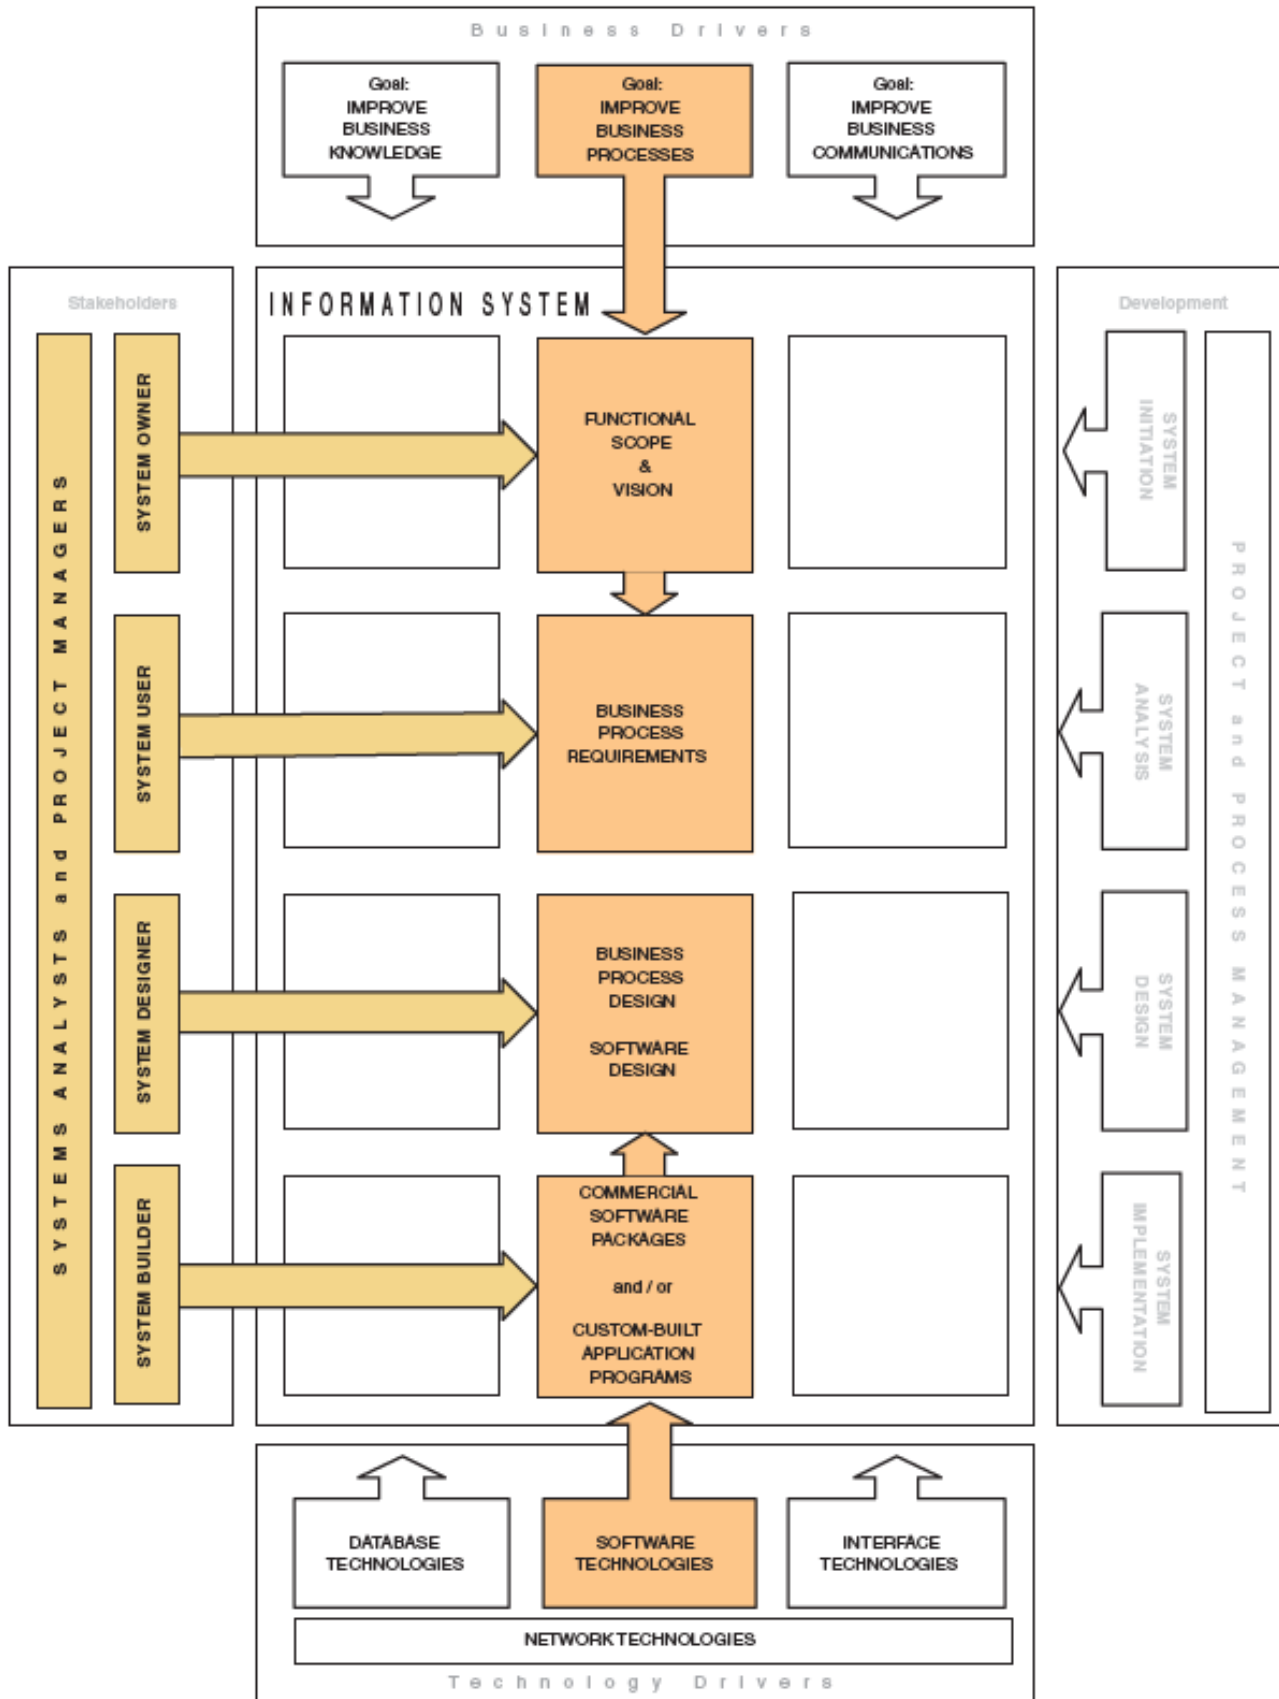 Business Drivers
Goal:
IMPROVE
BUSINESS
KNOWLEDGE
Goal:
IMPROVE
BUSINESS
PROCESSES
Goal:
IMPROVE
BUSINESS
COMMUNICATIONS
Stakeholders
INFORMATION SYSTEM
Development
SYSTEMS ANALYSTS and PROJECT MANAGERS
SYSTEM OWNER
FUNCTIONAL
SCOPE
&
VISION
SYSTEM
INITIATION
PROJECT and PROCESS MANAGEMENT
SYSTEM USER
BUSINESS
PROCESS
REQUIREMENTS
SYSTEM
ANALYSIS
SYSTEM DESIGNER
BUSINESS
PROCESS
DESIGN
SOFTWARE
DESIGN
SYSTEM
DESIGN
SYSTEM BUILDER
COMMERCIAL
SOFTWARE
PACKAGES
and / or
CUSTOM-BUILT
APPLICATION
PROGRAMS
SYSTEM
IMPLEMENTATION
DATABASE
TECHNOLOGIES
SOFTWARE
TECHNOLOGIES
INTERFACE
TECHNOLOGIES
NETWORK TECHNOLOGIES
Technology Drivers